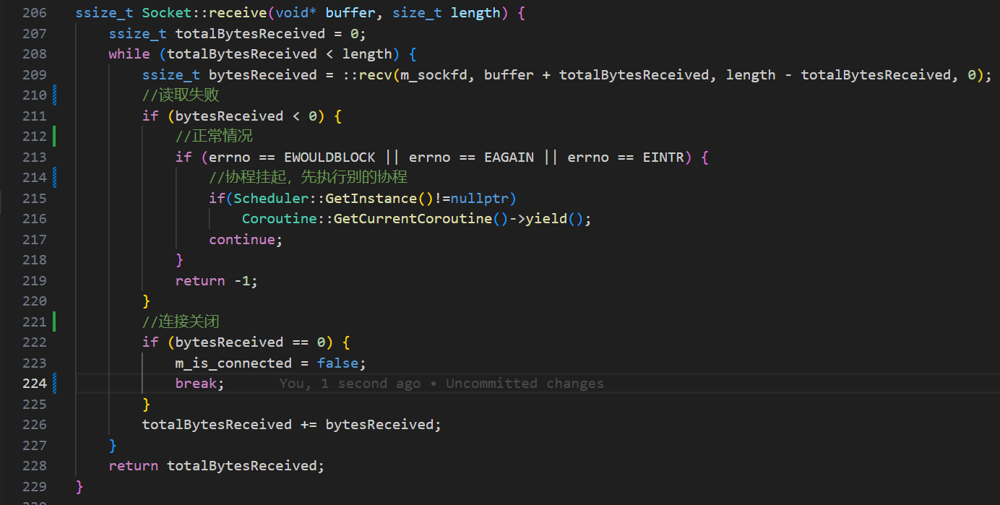 206 ssize_t Socket::receive(void* buffer, size_t length) {
207 ssize_t totalBytesReceived = 0;
208 while (totalBytesReceived < length) {
209 ssize_t bytesReceived = ::recv(m_sockfd, buffer + totalBytesReceived, length - totalBytesReceived, 0);
210 //读取失败
211 if (bytesReceived < 0) {
212 //正常情况
213 if (errno == EWOULDBLOCK || errno == EAGAIN || errno == EINTR) {
214 //协程挂起，先执行别的协程
215 if(Scheduler::GetInstance()!=nullptr)
216 Coroutine::GetCurrentCoroutine()->yield();
217 continue;
218 }
219 return -1;
220 }
221 //连接关闭
222 if (bytesReceived == 0) {
223 m_is_connected = false;
224 break; You, 1 second ago • Uncommitted changes
225 }
226 totalBytesReceived += bytesReceived;
227 }
228 return totalBytesReceived;
229 }